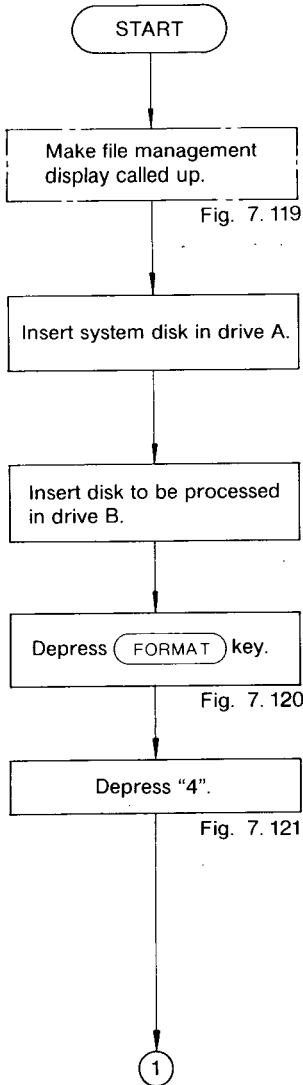 START
Make file management
display called up.
Fig. 7.119
Insert system disk in drive A.
Insert disk to be processed
in drive B.
Depress FORMAT key.
Fig. 7.120
Depress “4”.
Fig. 7.121
1